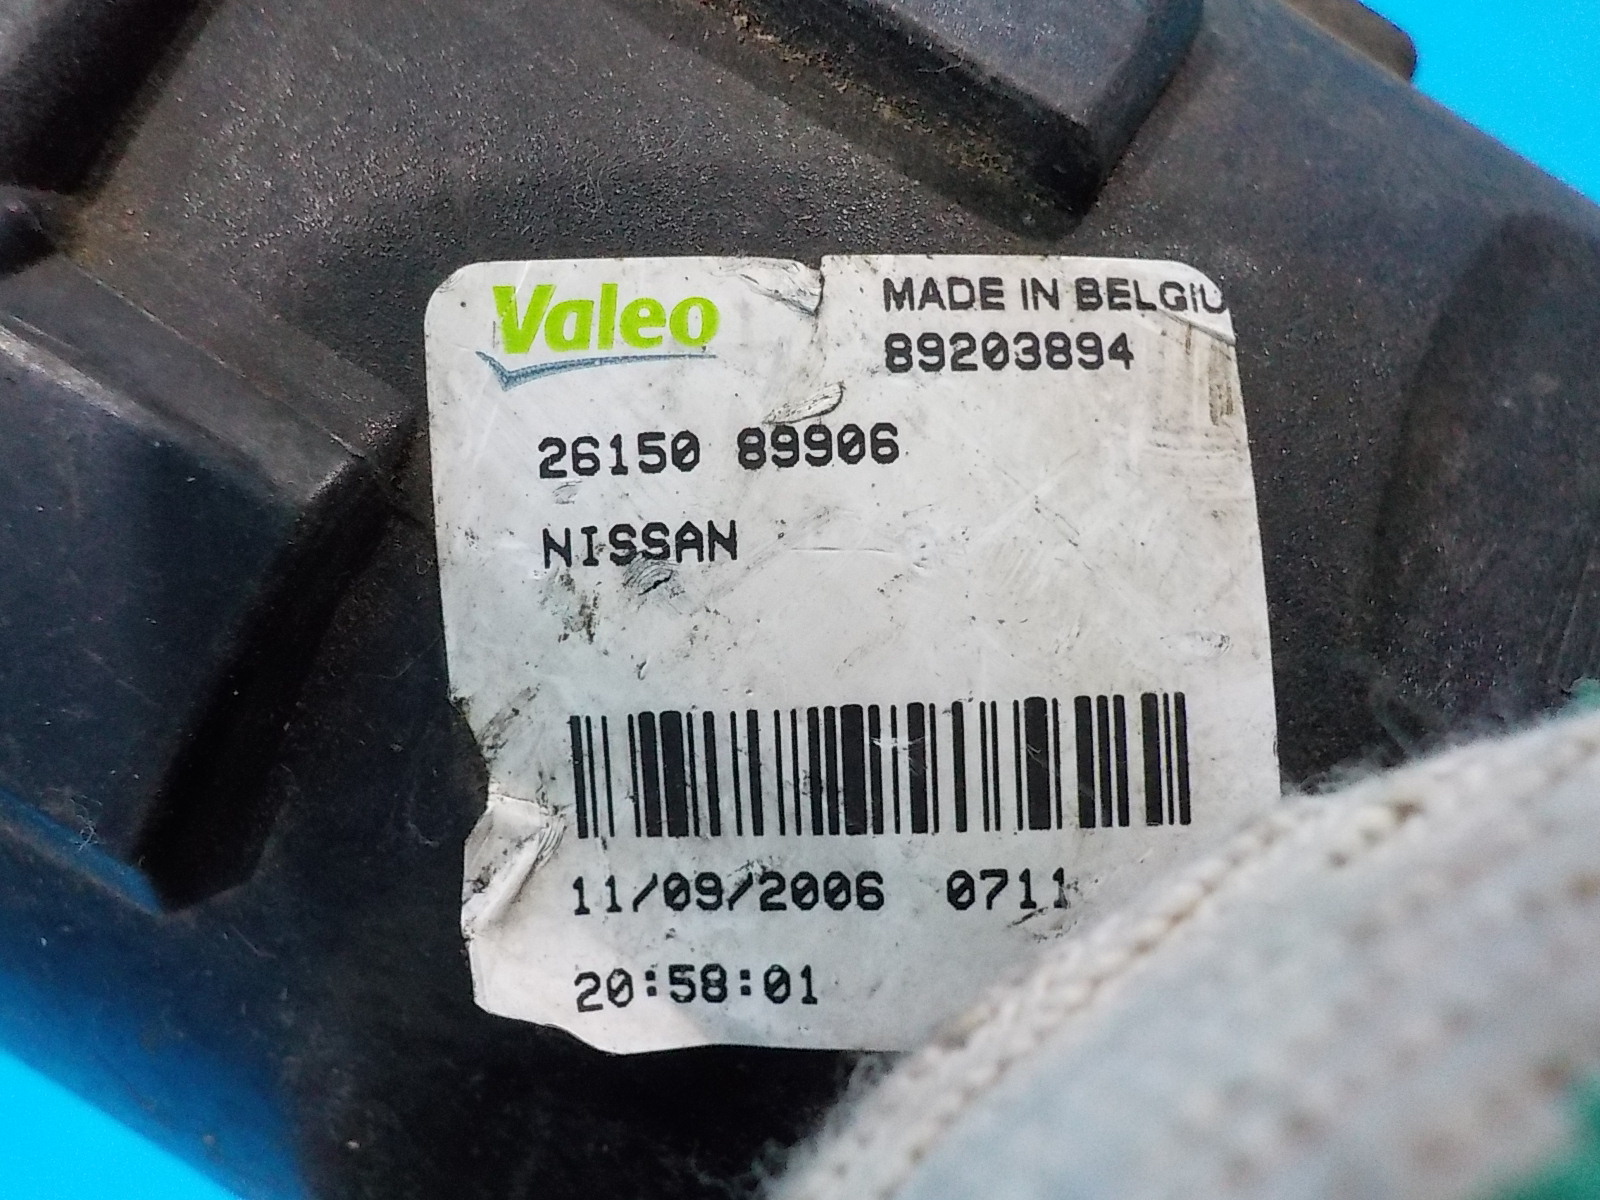 Valeo
MADE IN BELGIU
89203894
26150 89906
NISSAN
11/09/2006 0711
20:58:01